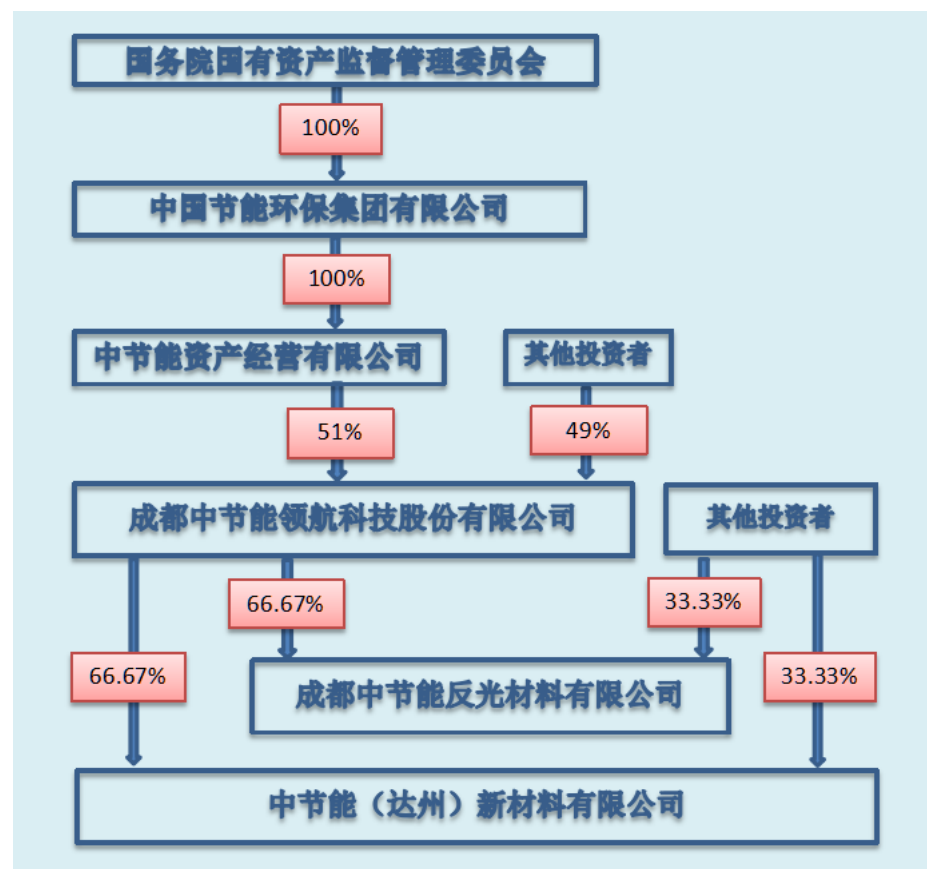 国务院国有资产监督管理委员会
100%
中国节能环保集团有限公司
100%
中节能资产经营有限公司
其他投资者
51%
49%
成都中节能领航科技股份有限公司
其他投资者
66.67%
33.33%
66.67%
33.33%
成都中节能反光材料有限公司
中节能（达州）新材料有限公司